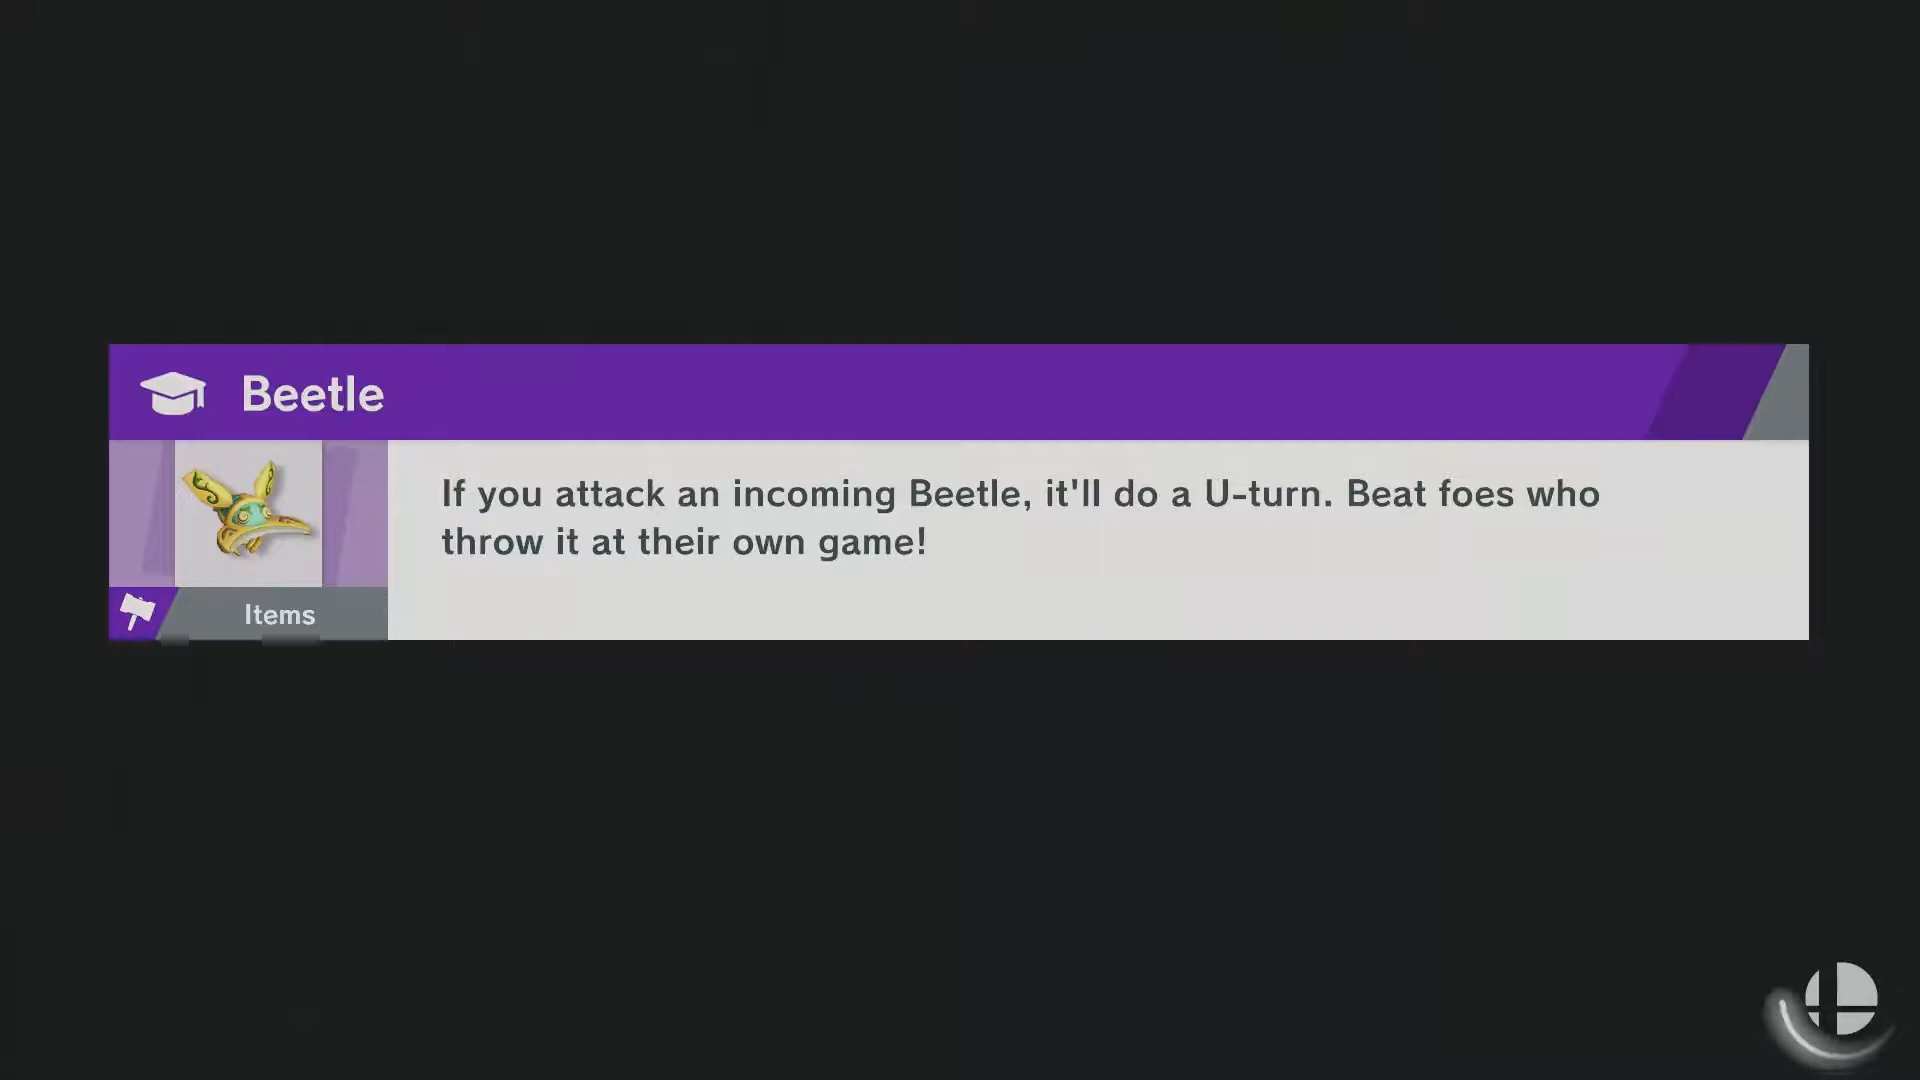 Beetle
If you attack an incoming Beetle, it'll do a U-turn. Beat foes who
throw it at their own game!
Items